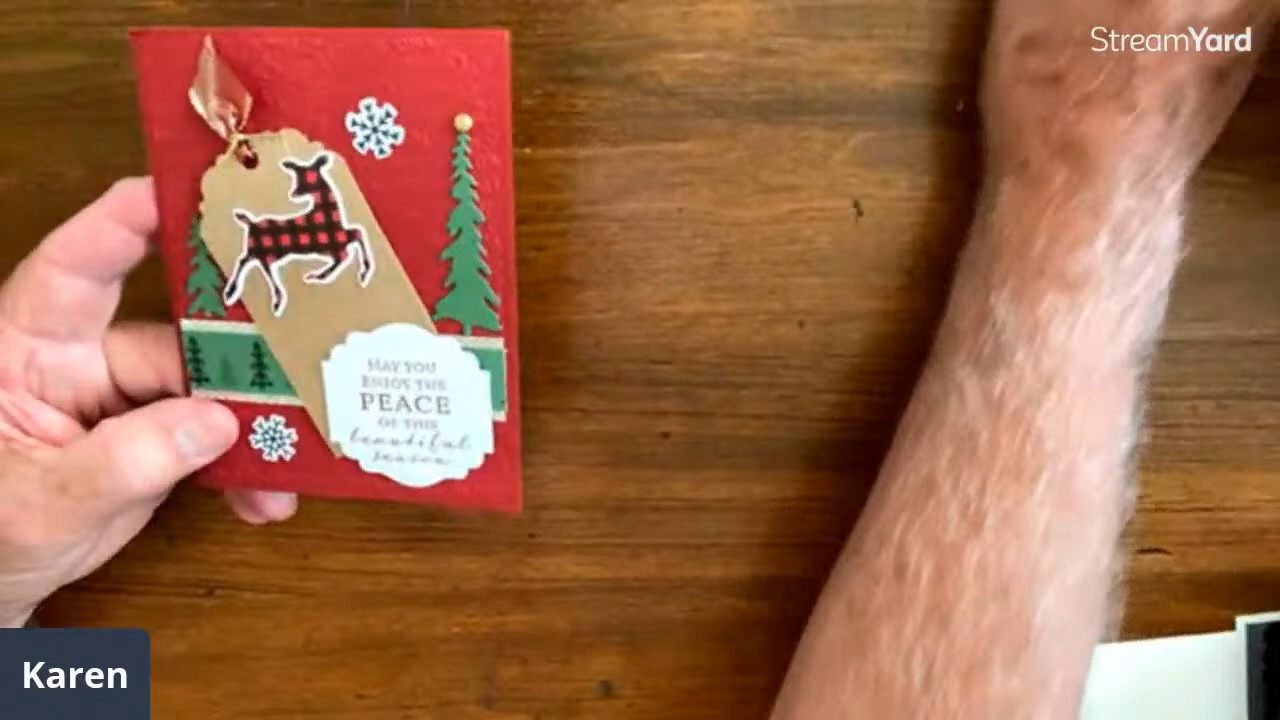 StreamYard
MAY YOU
ENJOY THE
PEACE
OF THIS
beautiful
season
Karen